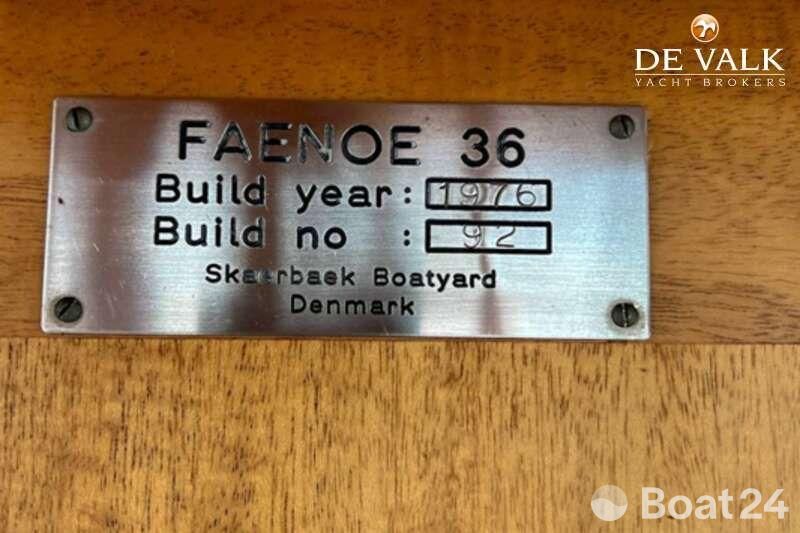 DE VALK
YACHT BROKERS
FAENOE 36
Build year: 1976
Build no : 92
Skaerbaek Boatyard
Denmark
Boat24